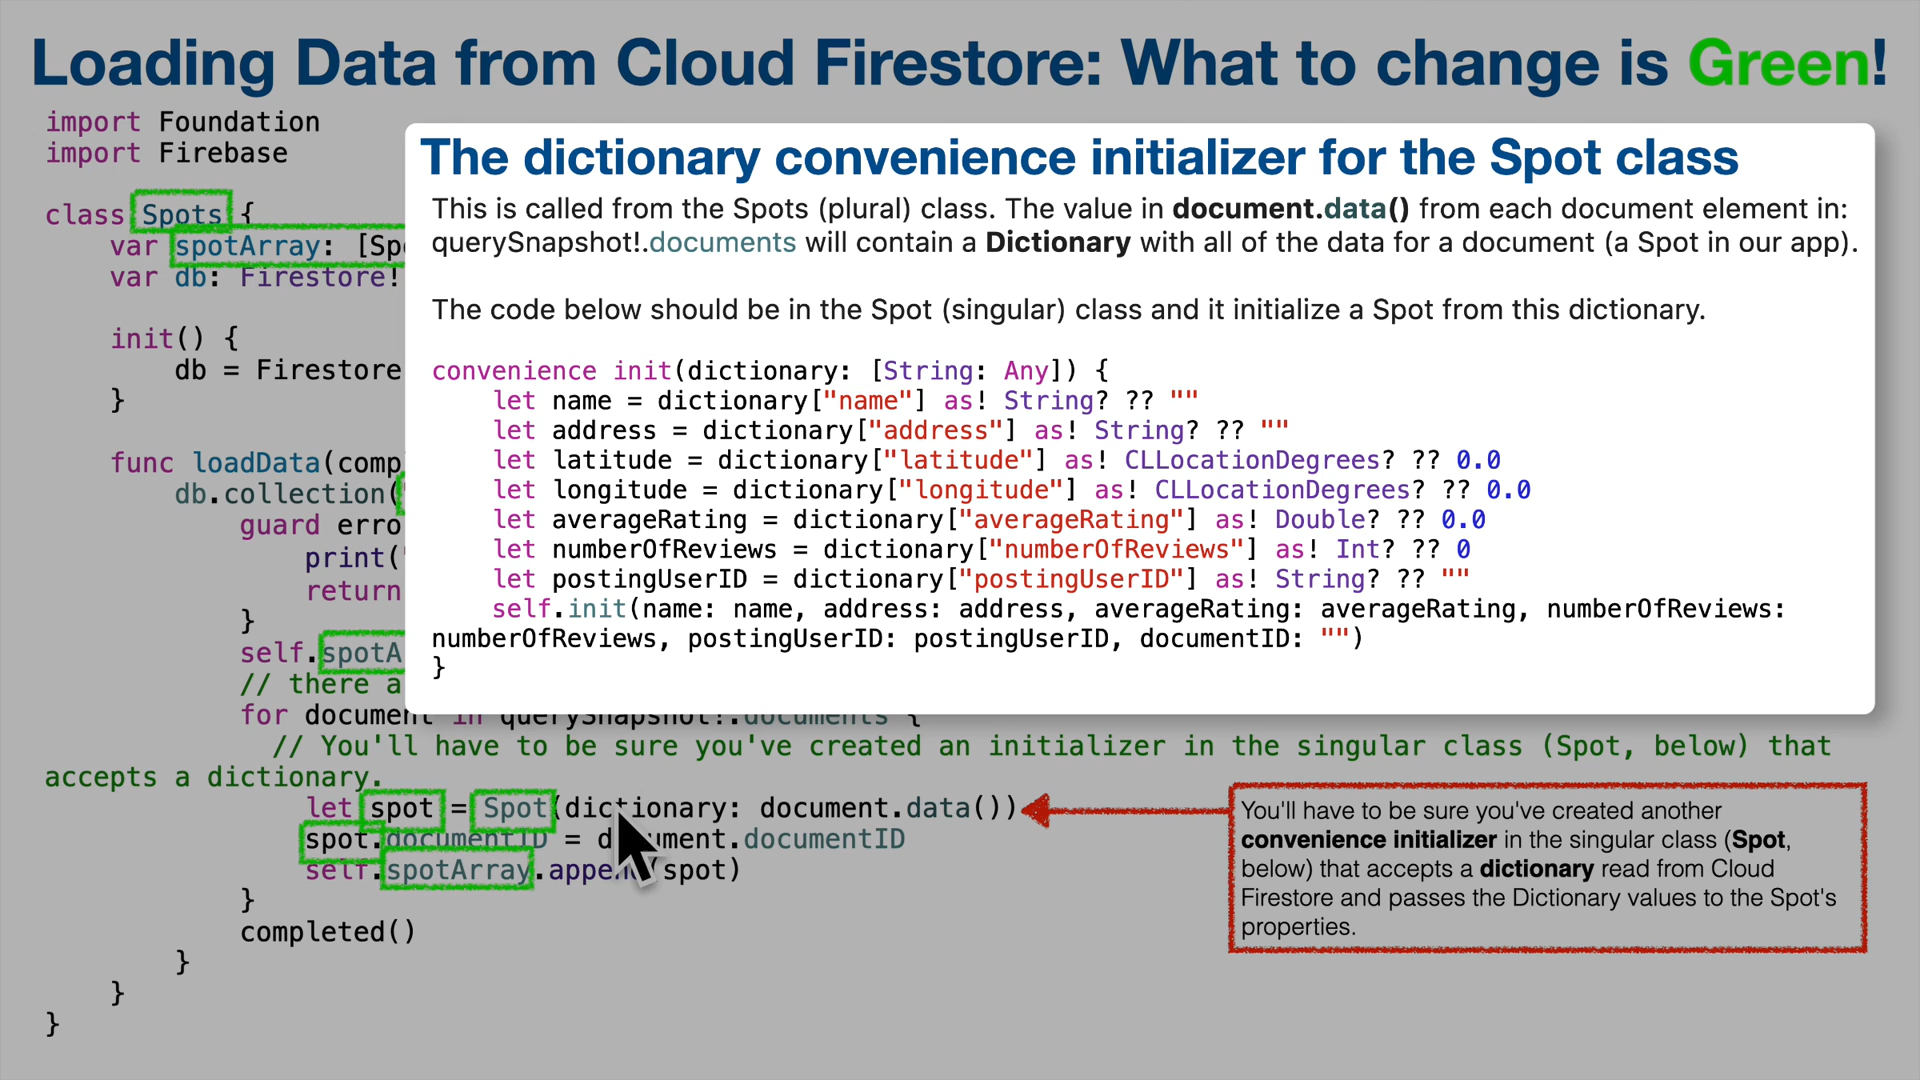 Loading Data from Cloud Firestore: What to change is Green!
import Foundation
import Firebase
class Spots {
var spotArray: [Spo
var db: Firestore!
init() {
db = Firestore
}
func loadData(comp
db.collection(
guard erro
print(
return
}
self.spotA
// there a
for document in querySnapshot!.documents {
// You'll have to be sure you've created an initializer in the singular class (Spot, below) that
accepts a dictionary.
let spot = Spot(dictionary: document.data())
spot.documentID = document.documentID
self.spotArray.append(spot)
}
completed()
}
}
}
The dictionary convenience initializer for the Spot class
This is called from the Spots (plural) class. The value in document.data() from each document element in:
querySnapshot!.documents will contain a Dictionary with all of the data for a document (a Spot in our app).
The code below should be in the Spot (singular) class and it initialize a Spot from this dictionary.
convenience init(dictionary: [String: Any]) {
let name = dictionary["name"] as! String? ?? ""
let address = dictionary["address"] as! String? ?? ""
let latitude = dictionary["latitude"] as! CLLocationDegrees? ?? 0.0
let longitude = dictionary["longitude"] as! CLLocationDegrees? ?? 0.0
let averageRating = dictionary["averageRating"] as! Double? ?? 0.0
let numberOfReviews = dictionary["numberOfReviews"] as! Int? ?? 0
let postingUserID = dictionary["postingUserID"] as! String? ?? ""
self.init(name: name, address: address, averageRating: averageRating, numberOfReviews:
numberOfReviews, postingUserID: postingUserID, documentID: "")
}
You'll have to be sure you've created another
convenience initializer in the singular class (Spot,
below) that accepts a dictionary read from Cloud
Firestore and passes the Dictionary values to the Spot's
properties.